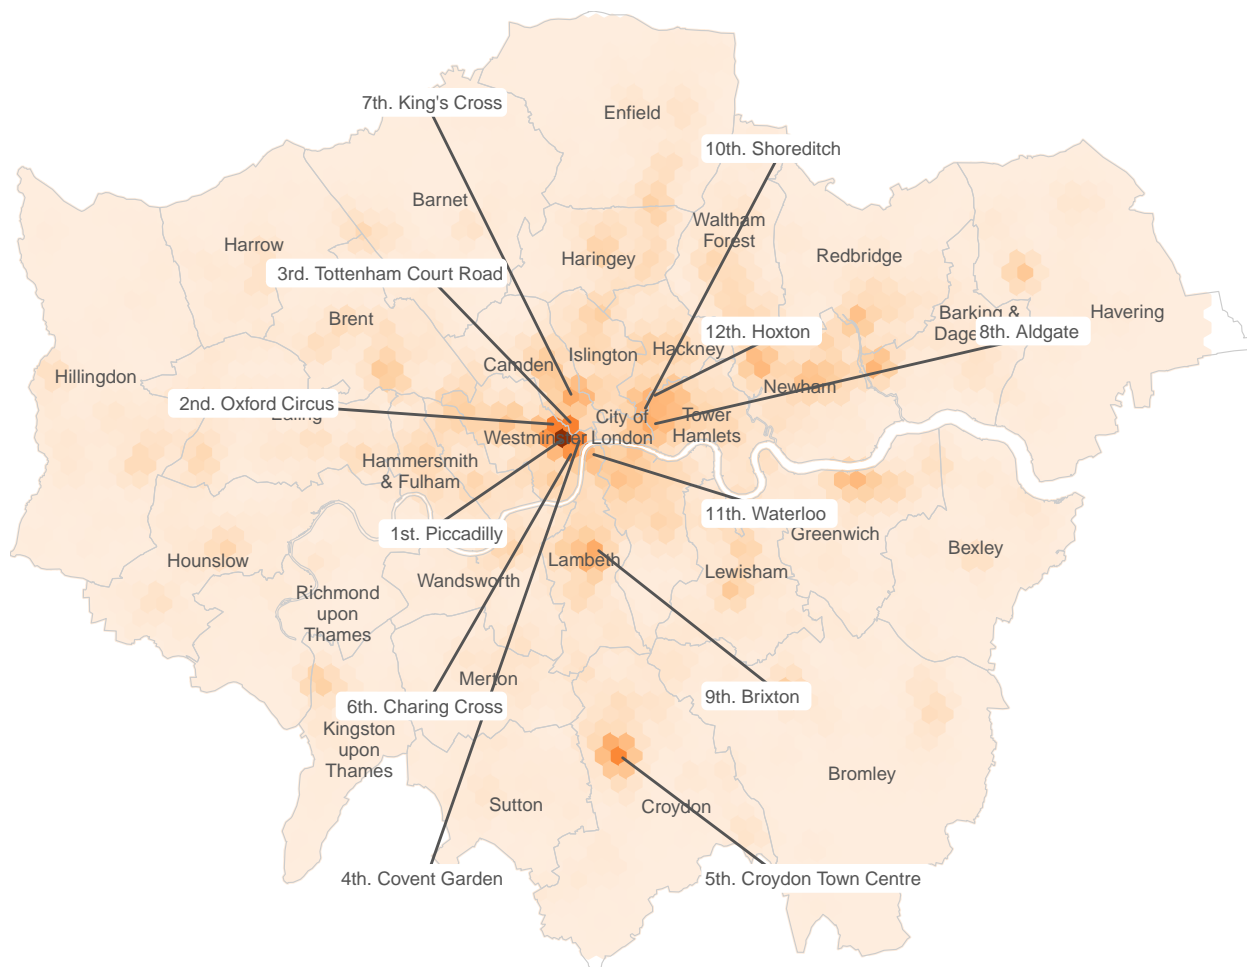 7th. King's Cross
Enfield
10th. Shoreditch
Barnet
Waltham
Forest
Harrow
Haringey
Redbridge
3rd. Tottenham Court Road
Brent
Barking &
Dage
8th. Aldgate
Havering
12th. Hoxton
Hackney
Islington
Camden
Hillingdon
Newham
2nd. Oxford Circus
Ealing
City of
London
Tower
Hamlets
Westminster
Hammersmith
& Fulham
11th. Waterloo
1st. Piccadilly
Greenwich
Bexley
Hounslow
Lambeth
Lewisham
Wandsworth
Richmond
upon
Thames
Merton
9th. Brixton
6th. Charing Cross
Kingston
upon
Thames
Bromley
Sutton
Croydon
4th. Covent Garden
5th. Croydon Town Centre